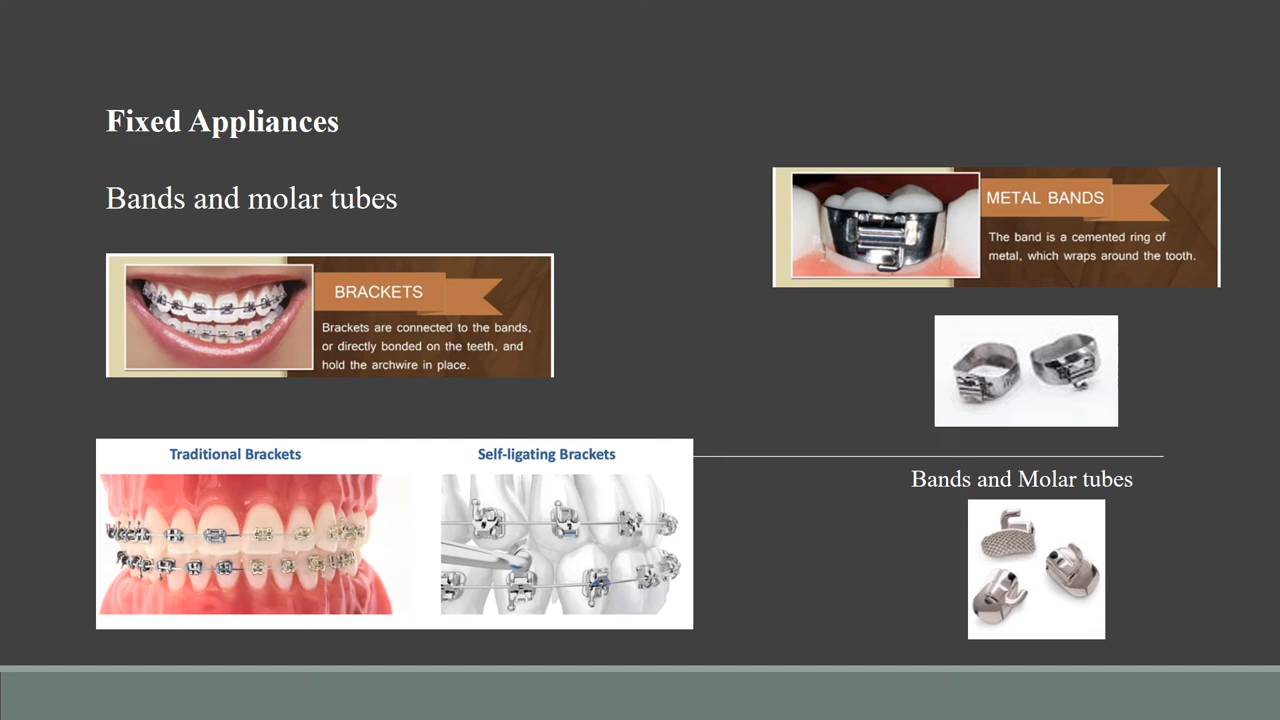 Fixed Appliances
Bands and molar tubes
BRACKETS
Brackets are connected to the bands,
or directly bonded on the teeth, and
hold the archwire in place.
METAL BANDS
The band is a cemented ring of
metal, which wraps around the tooth.
Traditional Brackets
Self-ligating Brackets
Bands and Molar tubes